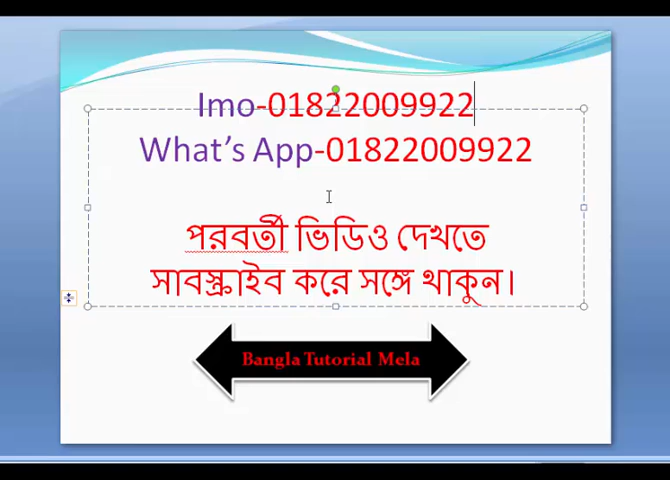 Imo-01822009922
What’s App-01822009922
পরবর্তী ভিডিও দেখতে
সাবস্ক্রাইব করে সঙ্গে থাকুন।
Bangla Tutorial Mela